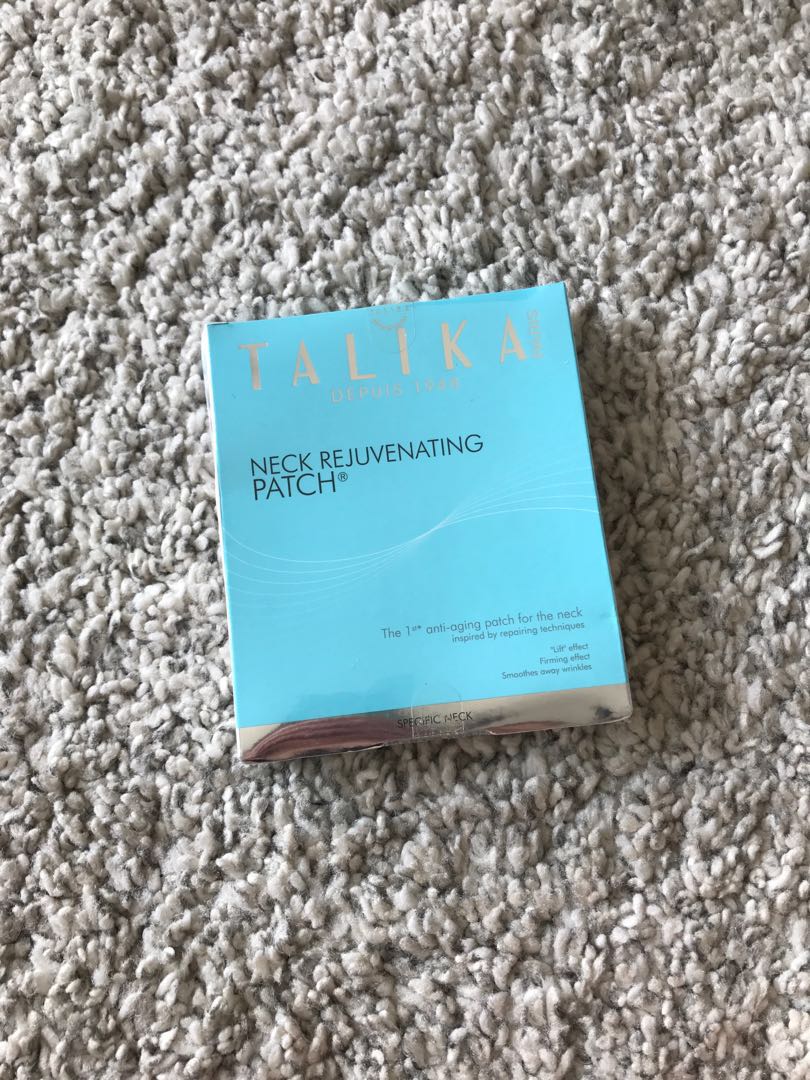 TALIKA
PARIS
DEPUIS 1948
NECK REJUVENATING
PATCH®
The 1st* anti-aging patch for the neck
inspired by repairing techniques
"Lift" effect
Firming effect
Smoothes away wrinkles
SPECIFIC NECK